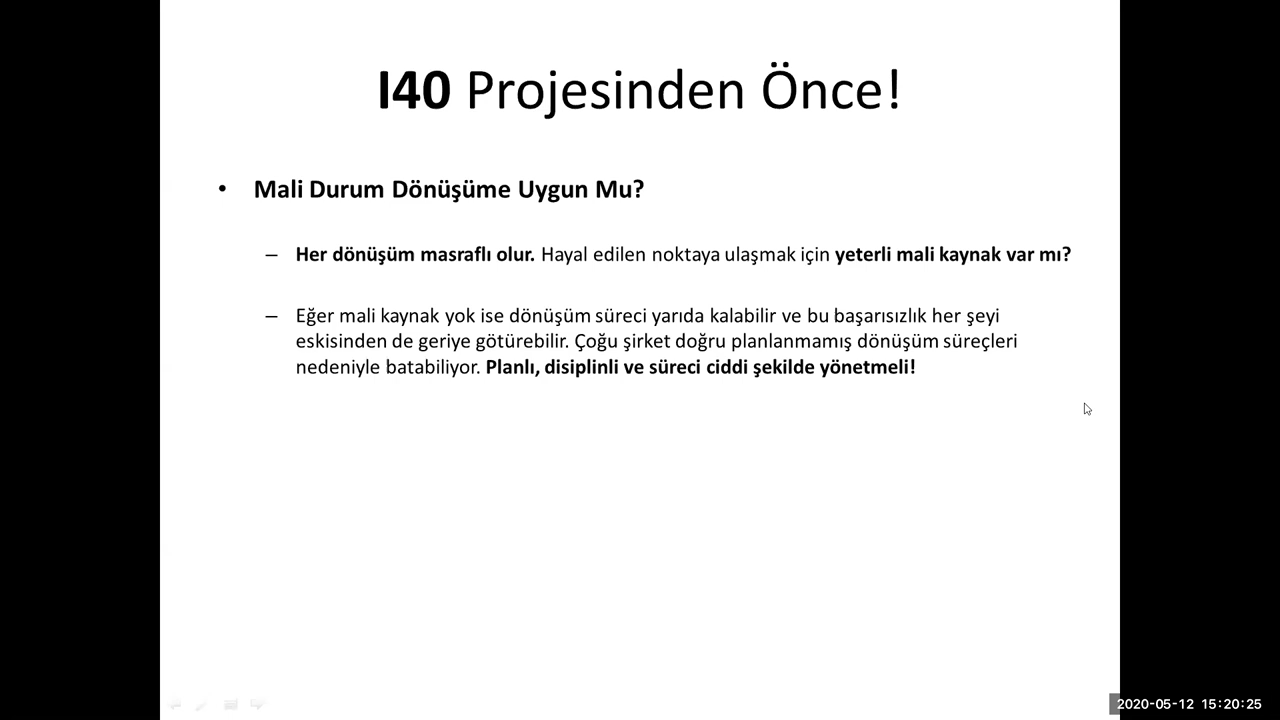 I40 Projesinden Önce!
• Mali Durum Dönüşüme Uygun Mu?
– Her dönüşüm masraflı olur. Hayal edilen noktaya ulaşmak için yeterli mali kaynak var mı?
– Eğer mali kaynak yok ise dönüşüm süreci yarıda kalabilir ve bu başarısızlık her şeyi
eskisinden de geriye götürebilir. Çoğu şirket doğru planlanmamış dönüşüm süreçleri
nedeniyle batabiliyor. Planlı, disiplinli ve süreci ciddi şekilde yönetmeli!
2020-05-12 15:20:25